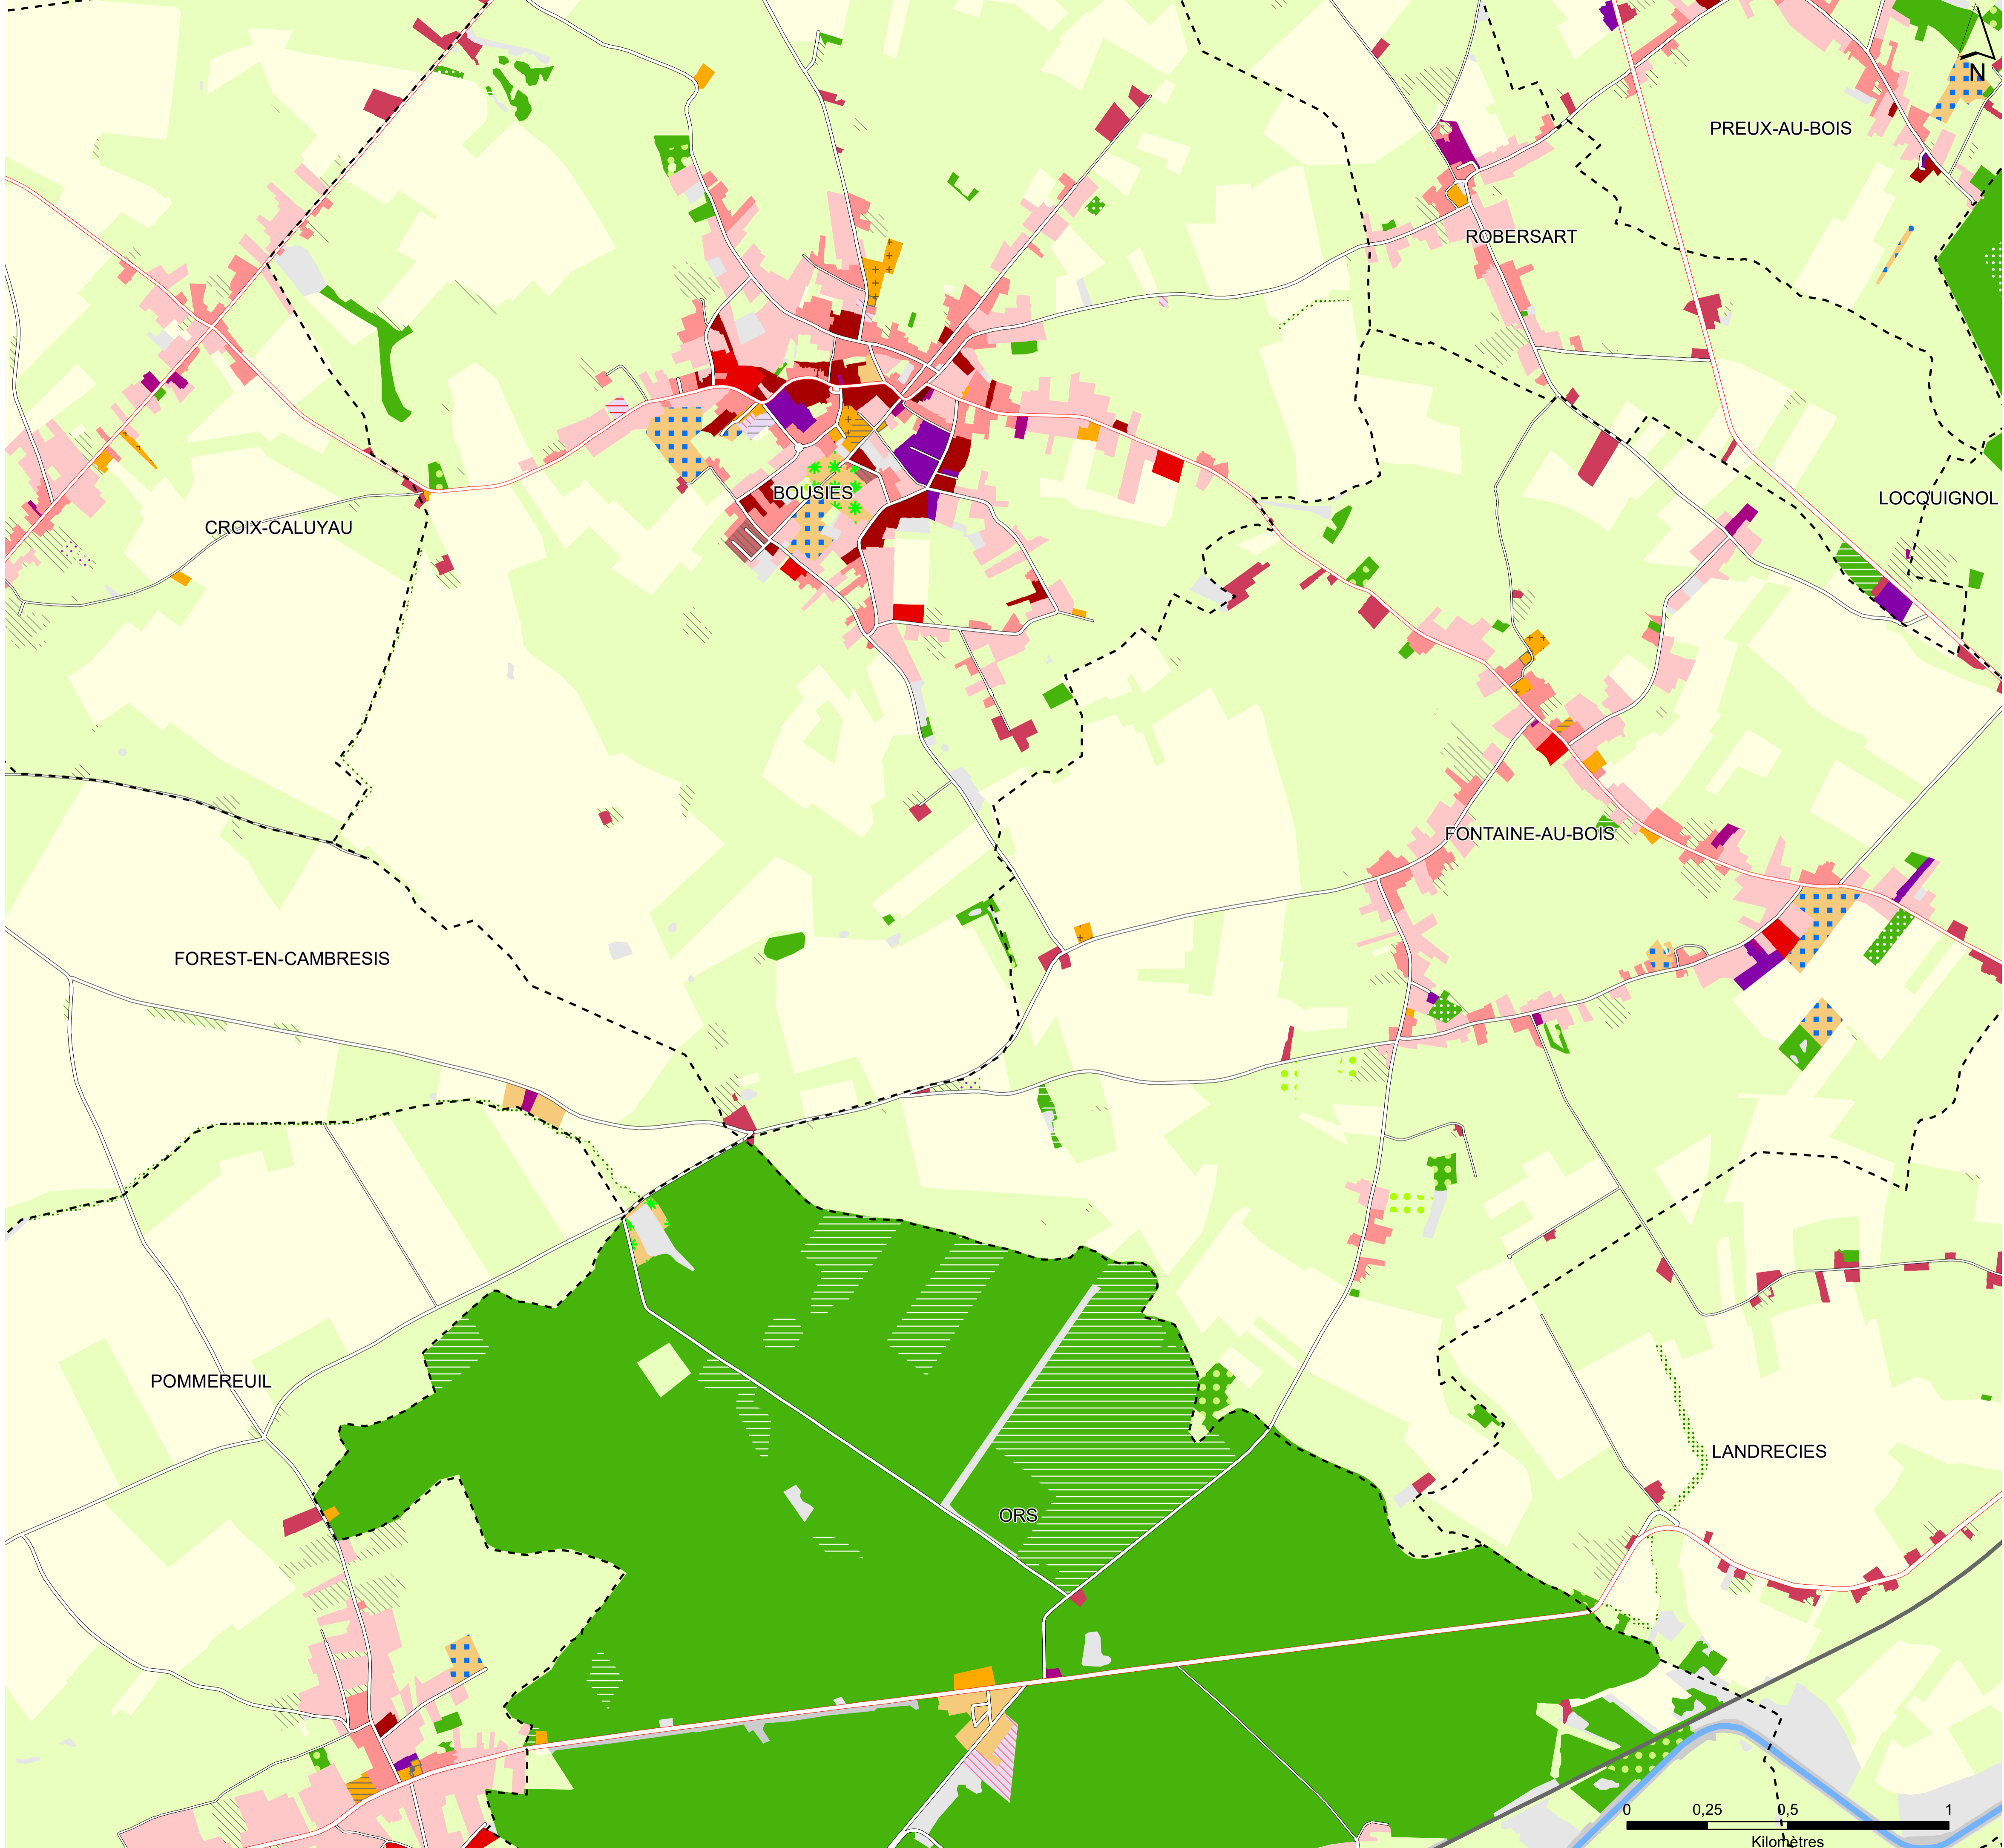 N
PREUX-AU-BOIS
ROBERSART
BOUSIES
LOCQUIGNOL
CROIX-CALUYAU
FONTAINE-AU-BOIS
FOREST-EN-CAMBRESIS
POMMEREUIL
LANDRECIES
ORS
0 0,25 0,5 1
Kilomètres